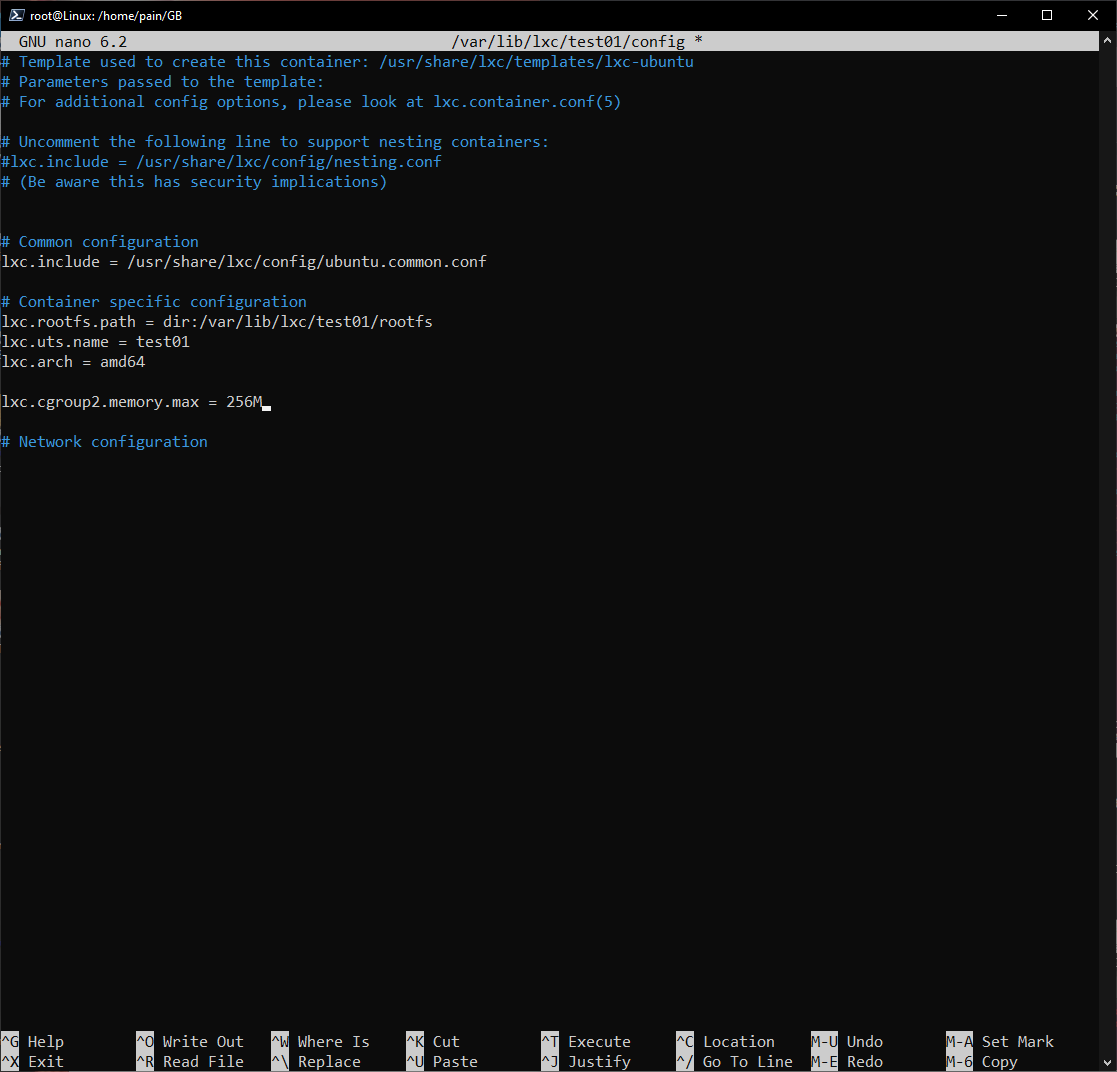 root@Linux: /home/pain/GB
GNU nano 6.2 /var/lib/lxc/test01/config *
# Template used to create this container: /usr/share/lxc/templates/lxc-ubuntu
# Parameters passed to the template:
# For additional config options, please look at lxc.container.conf(5)
# Uncomment the following line to support nesting containers:
#lxc.include = /usr/share/lxc/config/nesting.conf
# (Be aware this has security implications)
# Common configuration
lxc.include = /usr/share/lxc/config/ubuntu.common.conf
# Container specific configuration
lxc.rootfs.path = dir:/var/lib/lxc/test01/rootfs
lxc.uts.name = test01
lxc.arch = amd64
lxc.cgroup2.memory.max = 256M
# Network configuration
^G Help ^O Write Out ^W Where Is ^K Cut ^T Execute ^C Location M-U Undo M-A Set Mark
^X Exit ^R Read File ^\ Replace ^U Paste ^J Justify ^/ Go To Line M-E Redo M-6 Copy